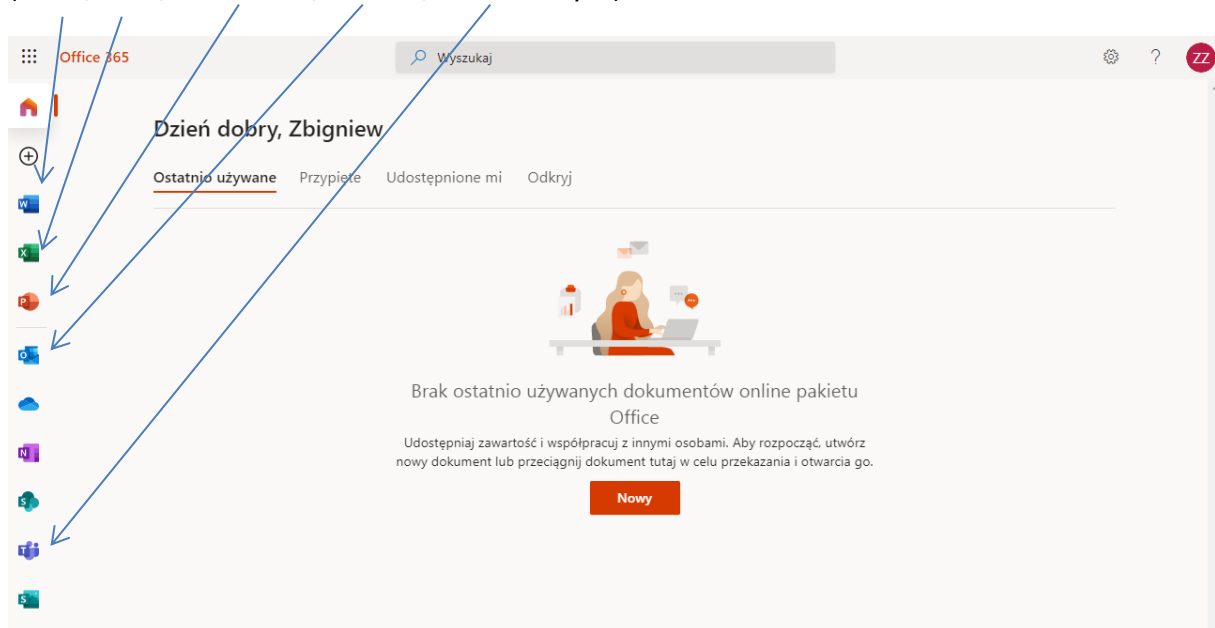 Office 365
Wyszukaj
?
ZZ
Dzień dobry, Zbigniew
Ostatnio używane Przypięte Udostępnione mi Odkryj
Brak ostatnio używanych dokumentów online pakietu
Office
Udostępniaj zawartość i współpracuj z innymi osobami. Aby rozpocząć, utwórz
nowy dokument lub przeciągnij dokument tutaj w celu przekazania i otwarcia go.
Nowy
W
X
P
O
N
S
T
S